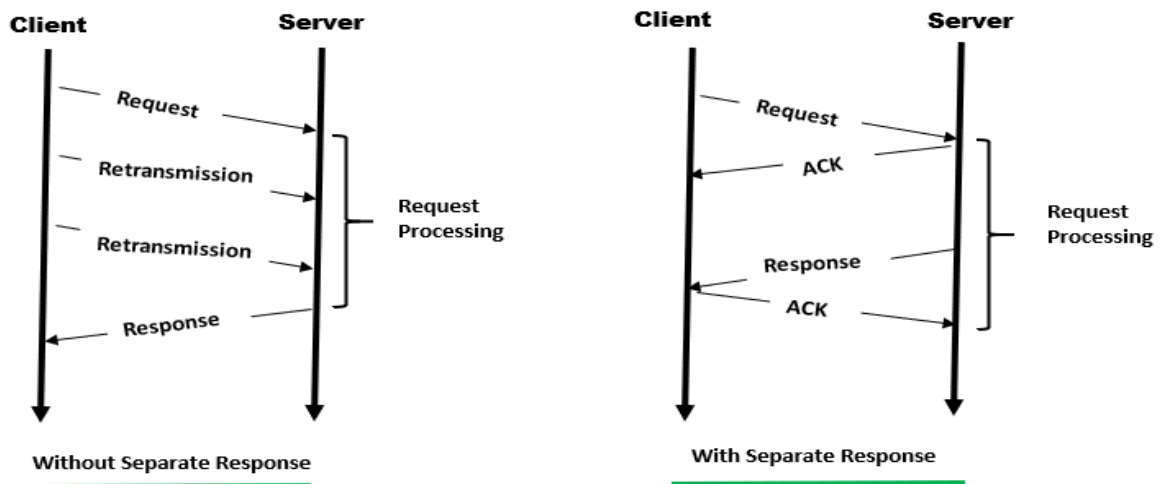 Client
Server
Request
Retransmission
Retransmission
Response
Request
Processing
Without Separate Response
Client
Server
Request
ACK
Response
ACK
Request
Processing
With Separate Response